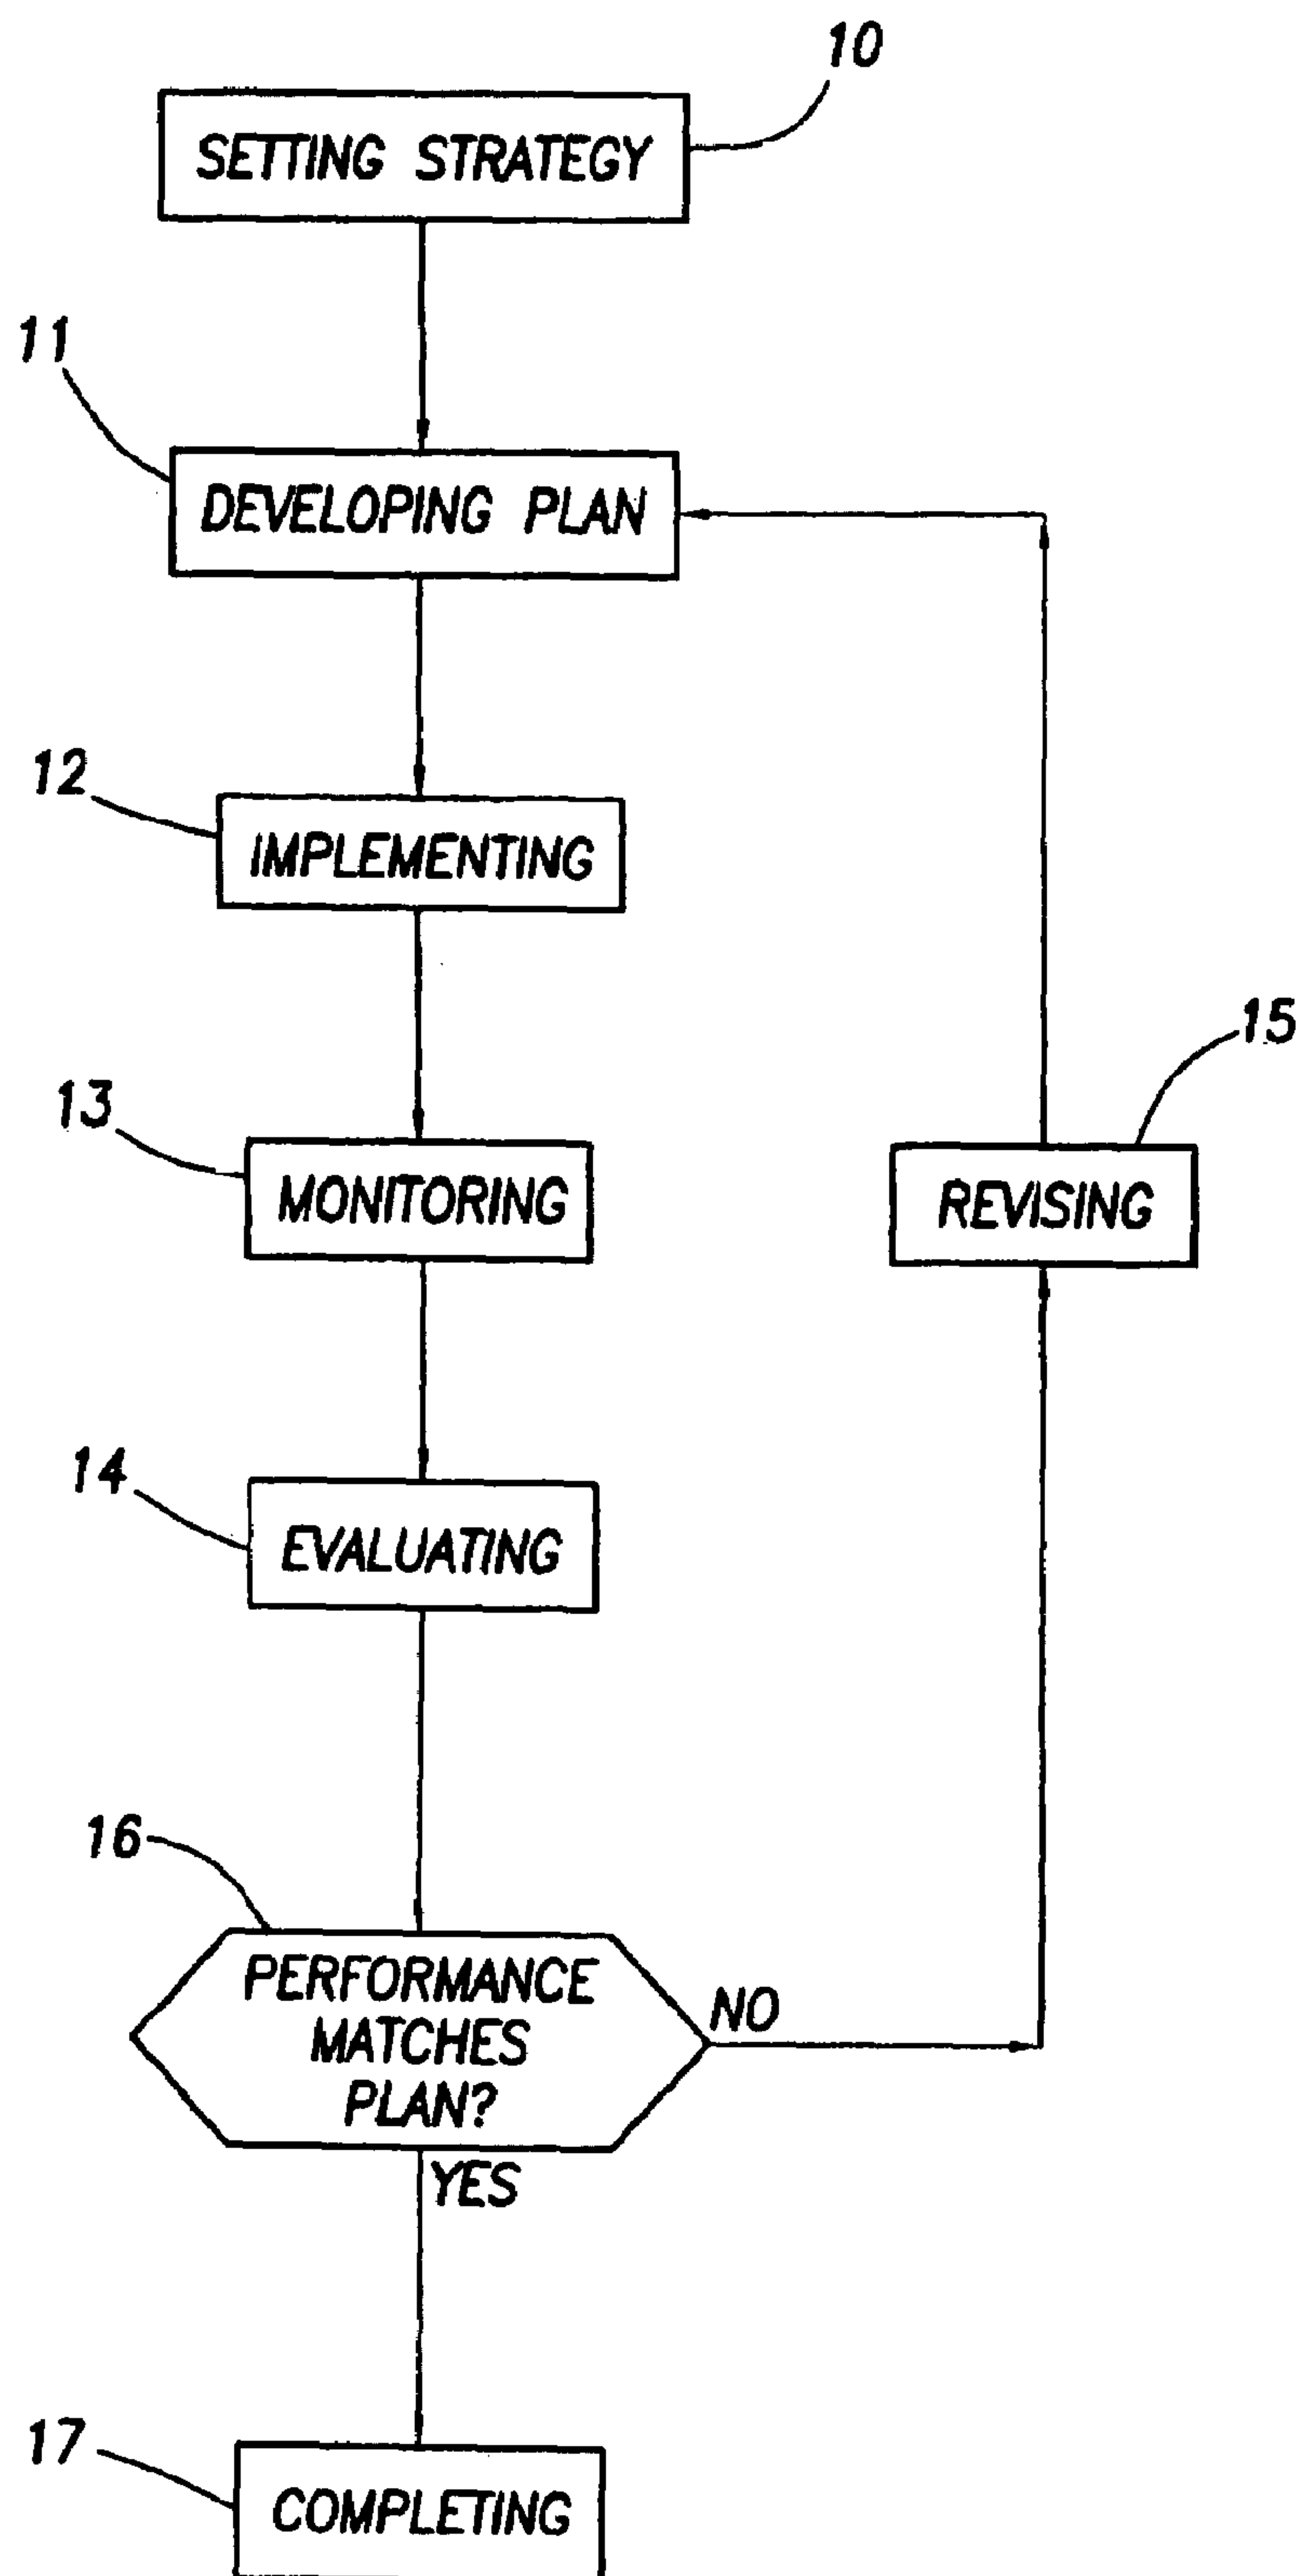 10
SETTING STRATEGY
11
DEVELOPING PLAN
12
IMPLEMENTING
15
13
MONITORING
REVISING
14
EVALUATING
16
PERFORMANCE
MATCHES
PLAN?
NO
YES
17
COMPLETING